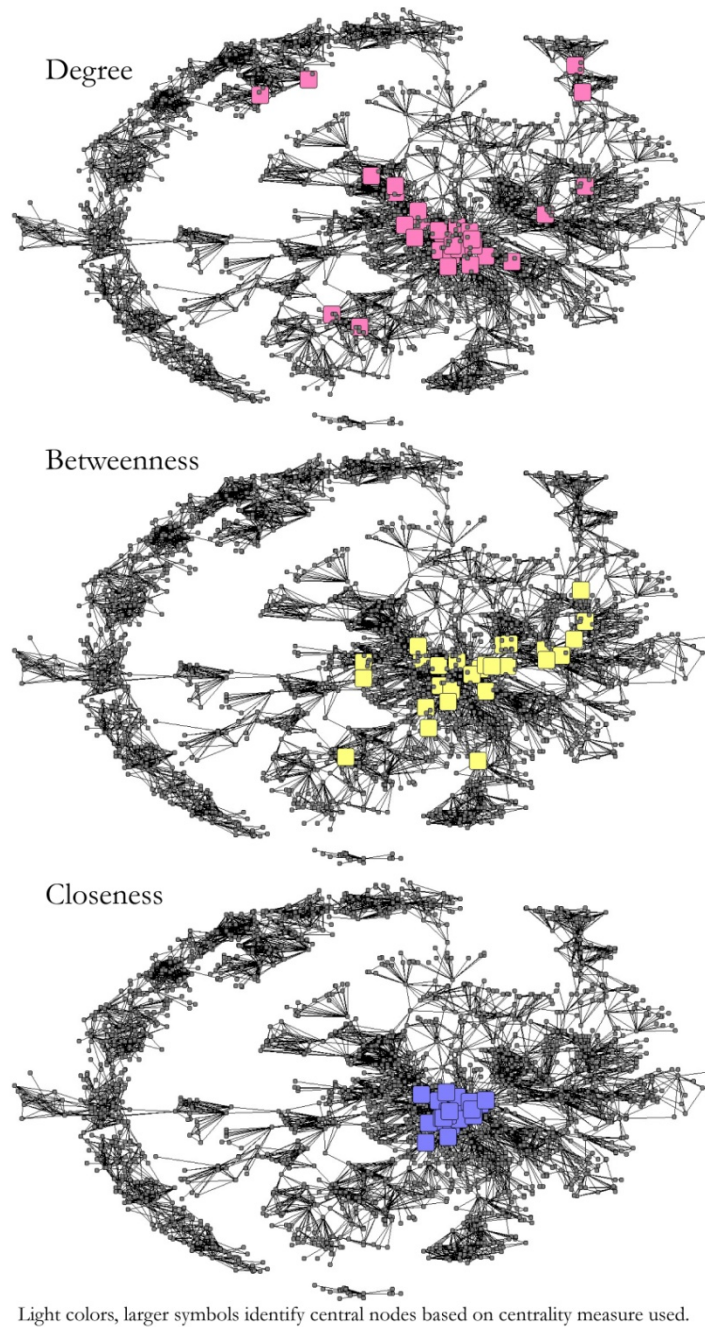 Degree
Betweenness
Closeness
Light colors, larger symbols identify central nodes based on centrality measure used.